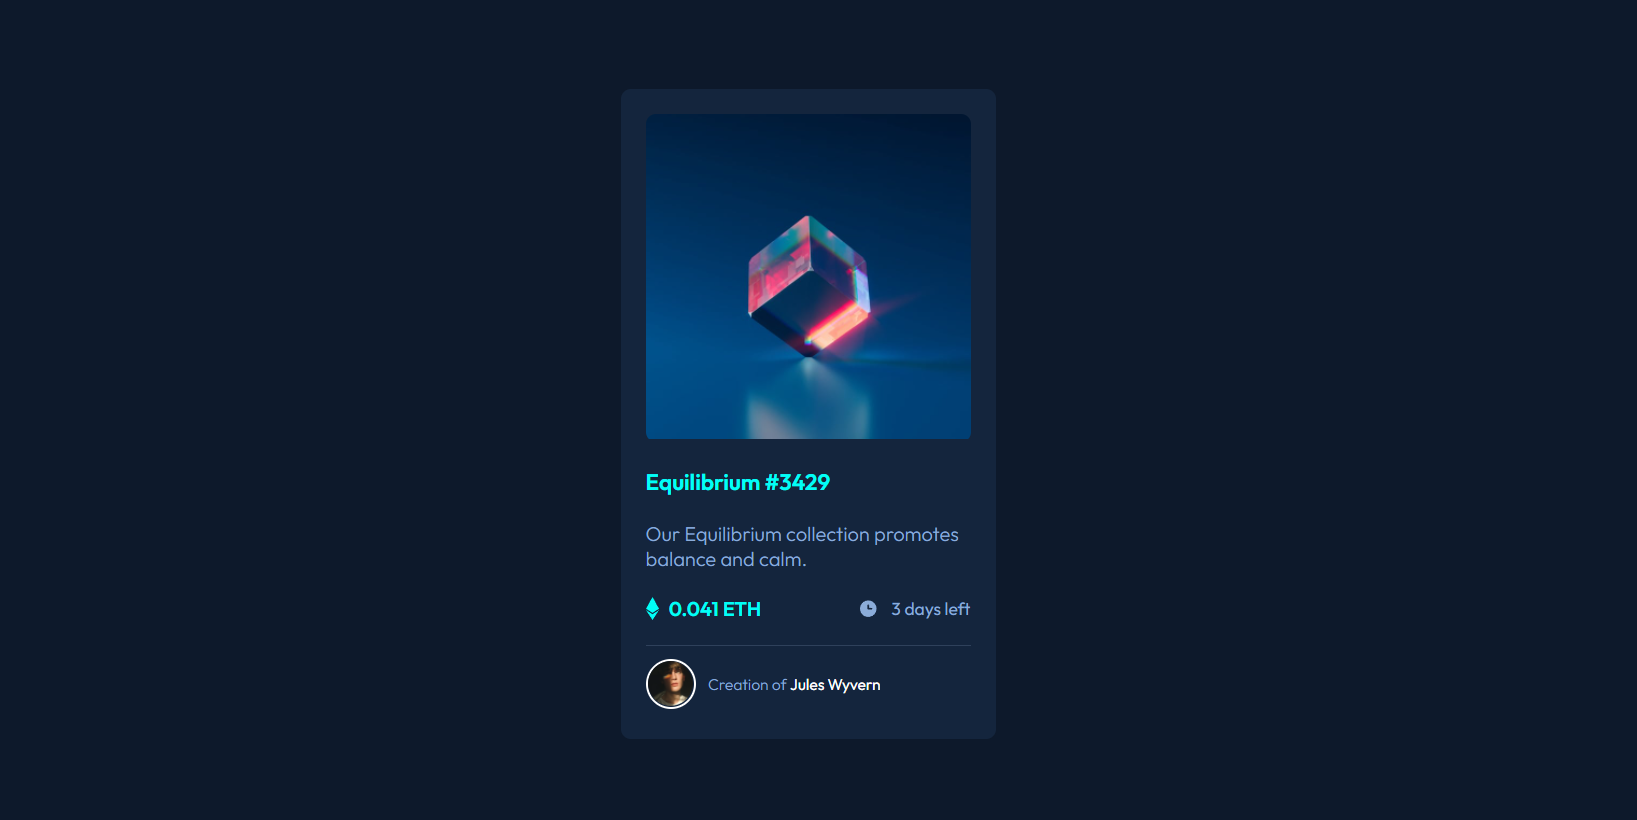 Equilibrium #3429
Our Equilibrium collection promotes
balance and calm.
0.041 ETH
3 days left
Creation of Jules Wyvern